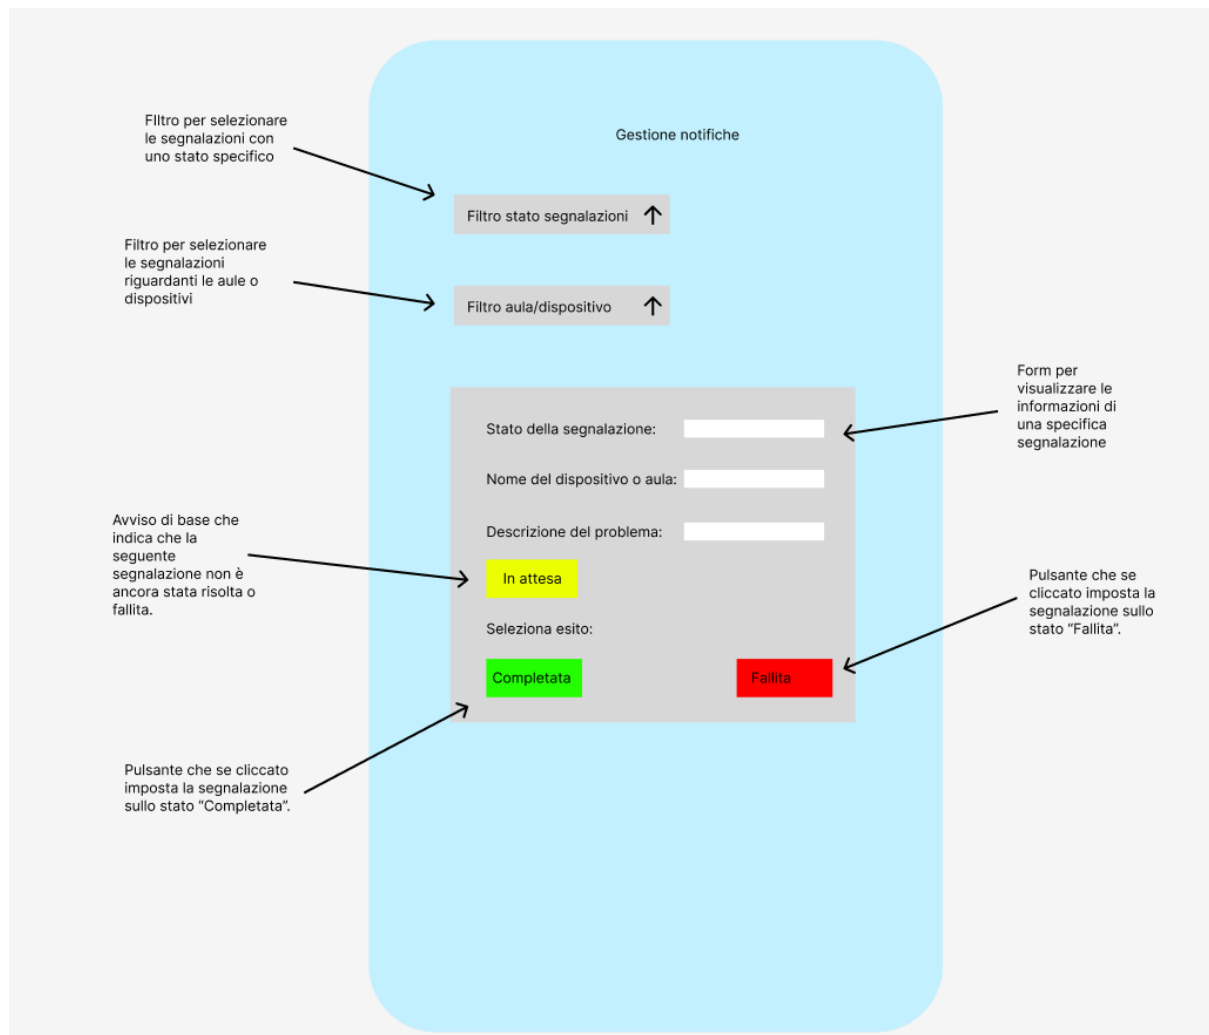 Gestione notifiche
FIltro per selezionare
le segnalazioni con
uno stato specifico
Filtro stato segnalazioni
Filtro per selezionare
le segnalazioni
riguardanti le aule o
dispositivi
Filtro aula/dispositivo
Form per
visualizzare le
informazioni di
una specifica
segnalazione
Stato della segnalazione:
Nome del dispositivo o aula:
Descrizione del problema:
Avviso di base che
indica che la
seguente
segnalazione non è
ancora stata risolta o
fallita.
In attesa
Seleziona esito:
Completata
Fallita
Pulsante che se
cliccato imposta la
segnalazione sullo
stato “Fallita”.
Pulsante che se cliccato
imposta la segnalazione
sullo stato “Completata”.